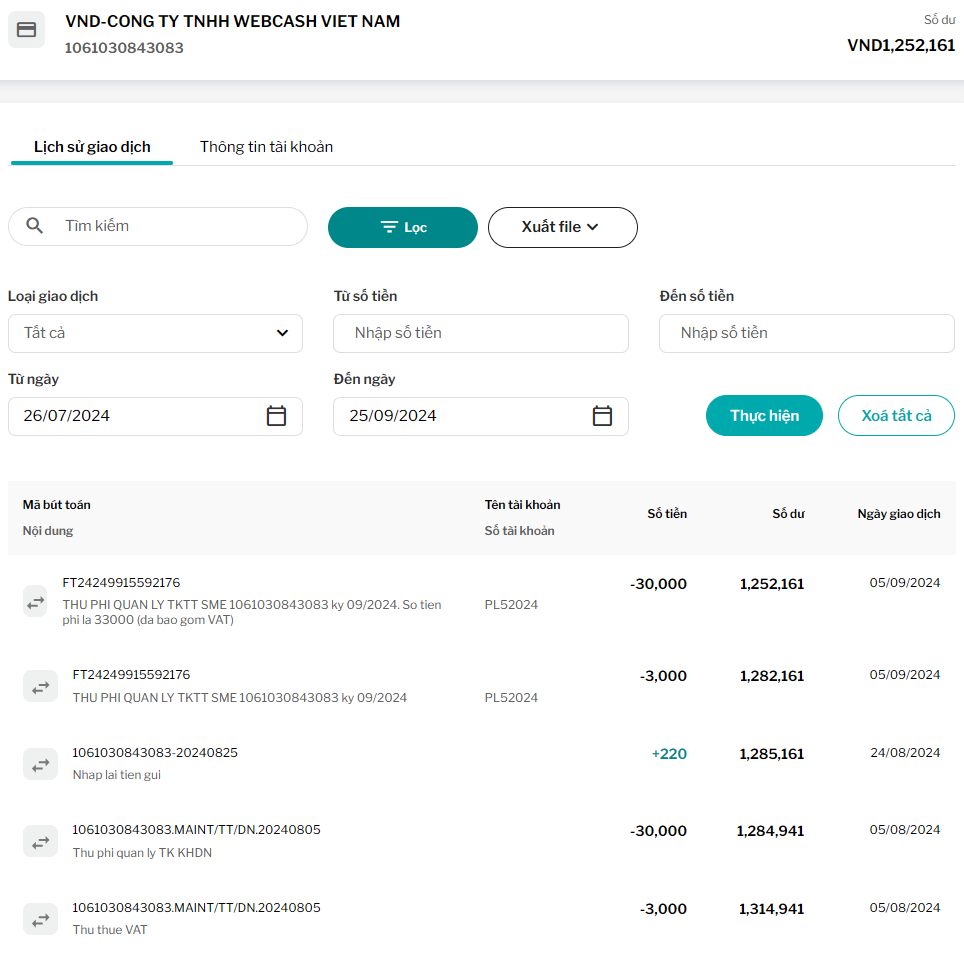 VND-CONG TY TNHH WEBCASH VIET NAM
1061030843083
Số dư
VND1,252,161
Lịch sử giao dịch
Thông tin tài khoản
Tìm kiếm
Lọc
Xuất file
Loại giao dịch
Từ số tiền
Đến số tiền
Tất cả
Nhập số tiền
Nhập số tiền
Từ ngày
Đến ngày
26/07/2024
25/09/2024
Thực hiện
Xoá tất cả
Mã bút toán
Nội dung
Tên tài khoản
Số tài khoản
Số tiền
Số dư
Ngày giao dịch
FT24249915592176
THU PHI QUAN LY TKTT SME 1061030843083 ky 09/2024. So tien
phi la 33000 (da bao gom VAT)
PL52024
-30,000
1,252,161
05/09/2024
FT24249915592176
THU PHI QUAN LY TKTT SME 1061030843083 ky 09/2024
PL52024
-3,000
1,282,161
05/09/2024
1061030843083-20240825
Nhap lai tien gui
+220
1,285,161
24/08/2024
1061030843083.MAINT/TT/DN.20240805
Thu phi quan ly TK KHDN
-30,000
1,284,941
05/08/2024
1061030843083.MAINT/TT/DN.20240805
Thu thue VAT
-3,000
1,314,941
05/08/2024